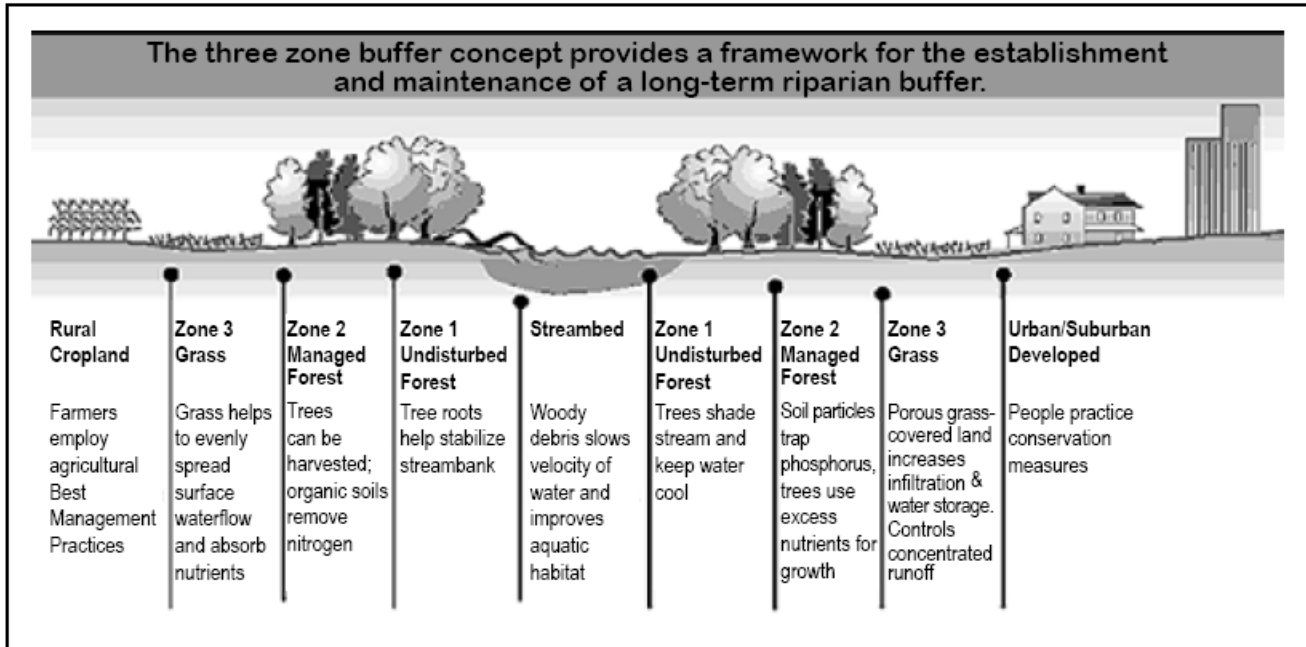 The three zone buffer concept provides a framework for the establishment
and maintenance of a long-term riparian buffer.
Rural
Cropland
Farmers
employ
agricultural
Best
Management
Practices
Zone 3
Grass
Grass helps
to evenly
spread
surface
waterflow
and absorb
nutrients
Zone 2
Managed
Forest
Trees
can be
harvested;
organic soils
remove
nitrogen
Zone 1
Undisturbed
Forest
Tree roots
help stabilize
streambank
Streambed
Woody
debris slows
velocity of
water and
improves
aquatic
habitat
Zone 1
Undisturbed
Forest
Trees shade
stream and
keep water
cool
Zone 2
Managed
Forest
Soil particles
trap
phosphorus,
trees use
excess
nutrients for
growth
Zone 3
Grass
Porous grass-
covered land
increases
infiltration &
water storage.
Controls
concentrated
runoff
Urban/Suburban
Developed
People practice
conservation
measures